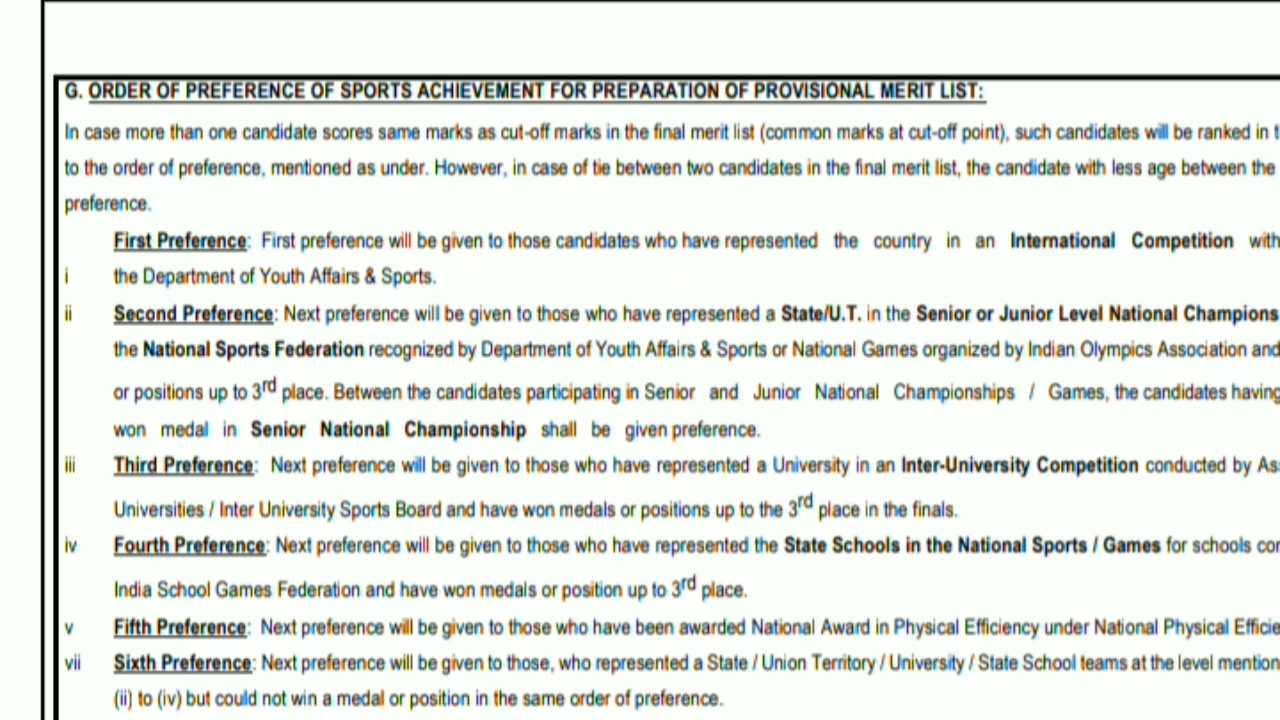 G. ORDER OF PREFERENCE OF SPORTS ACHIEVEMENT FOR PREPARATION OF PROVISIONAL MERIT LIST:
In case more than one candidate scores same marks as cut-off marks in the final merit list (common marks at cut-off point), such candidates will be ranked in
to the order of preference, mentioned as under. However, in case of tie between two candidates in the final merit list, the candidate with less age between the
preference.
First Preference: First preference will be given to those candidates who have represented the country in an International Competition with
i the Department of Youth Affairs & Sports.
ii Second Preference: Next preference will be given to those who have represented a State/U.T. in the Senior or Junior Level National Champions
the National Sports Federation recognized by Department of Youth Affairs & Sports or National Games organized by Indian Olympics Association and
or positions up to 3rd place. Between the candidates participating in Senior and Junior National Championships / Games, the candidates having
won medal in Senior National Championship shall be given preference.
iii Third Preference: Next preference will be given to those who have represented a University in an Inter-University Competition conducted by
Universities / Inter University Sports Board and have won medals or positions up to the 3rd place in the finals.
iv Fourth Preference: Next preference will be given to those who have represented the State Schools in the National Sports / Games for schools
India School Games Federation and have won medals or position up to 3rd place.
v Fifth Preference: Next preference will be given to those who have been awarded National Award in Physical Efficiency under National Physical
vii Sixth Preference: Next preference will be given to those, who represented a State / Union Territory / University / State School teams at the level mention
(ii) to (iv) but could not win a medal or position in the same order of preference.